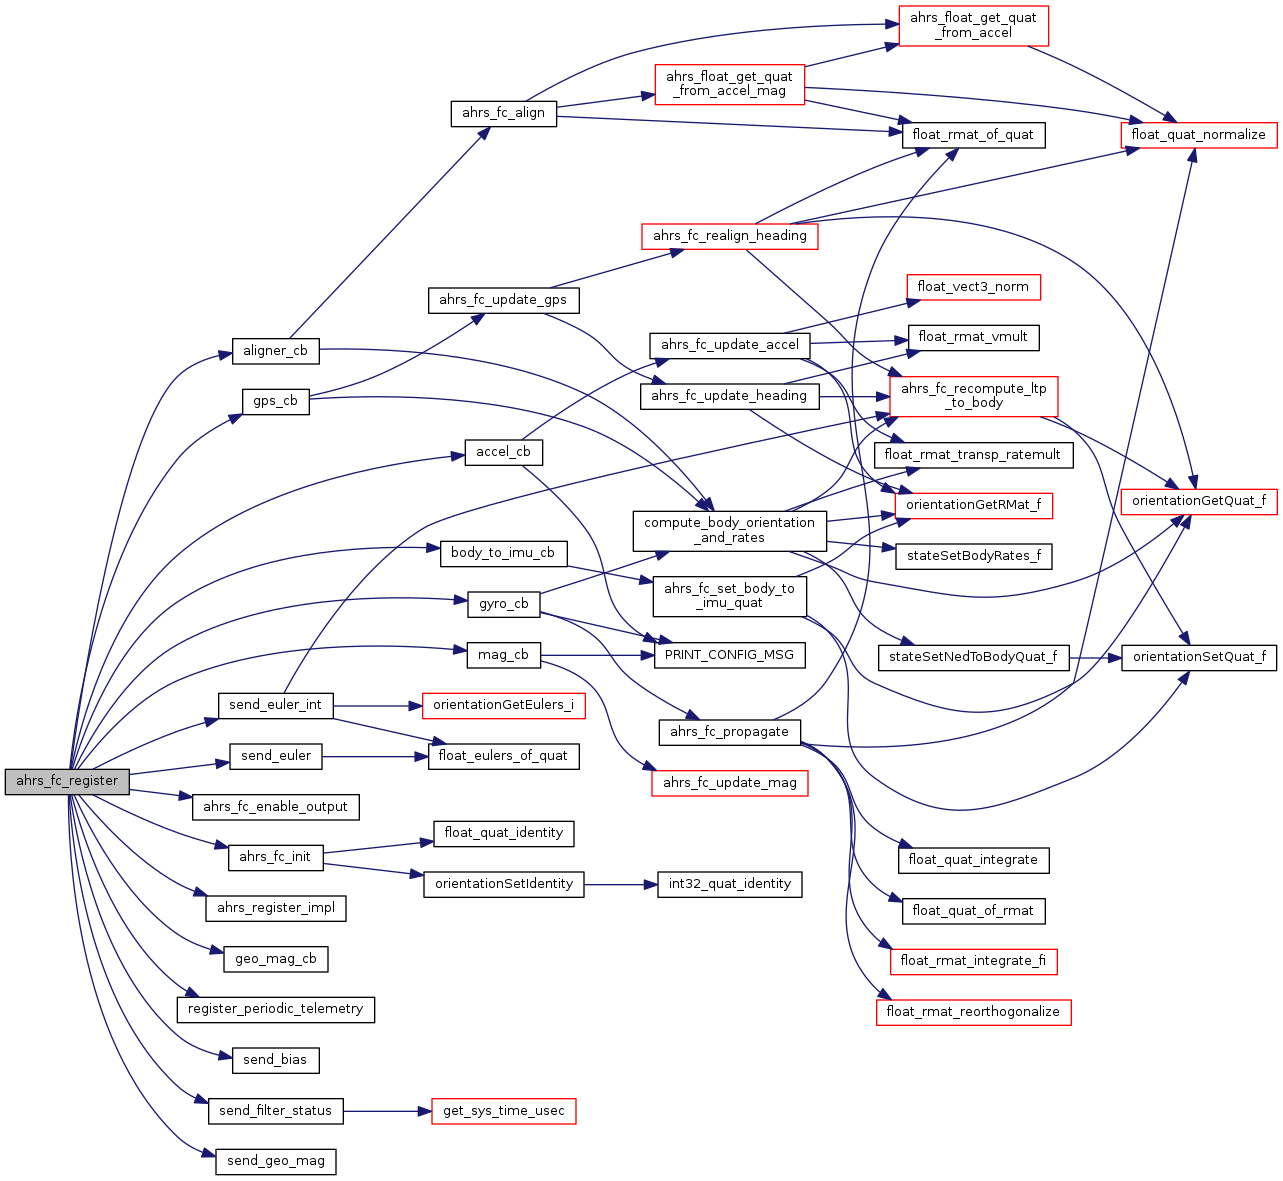 ahrs_float_get_quat
_from_accel
ahrs_float_get_quat
_from_accel_mag
ahrs_fc_align
float_rmat_of_quat
float_quat_normalize
ahrs_fc_realign_heading
float_vect3_norm
ahrs_fc_update_gps
float_rmat_vmult
ahrs_fc_update_accel
aligner_cb
ahrs_fc_update_heading
ahrs_fc_recompute_ltp
_to_body
gps_cb
accel_cb
float_rmat_transp_ratemult
orientationGetQuat_f
orientationGetRMat_f
compute_body_orientation
_and_rates
body_to_imu_cb
stateSetBodyRates_f
ahrs_fc_set_body_to
_imu_quat
gyro_cb
mag_cb
PRINT_CONFIG_MSG
stateSetNedToBodyQuat_f
orientationSetQuat_f
send_euler_int
orientationGetEulers_i
ahrs_fc_propagate
send_euler
float_eulers_of_quat
ahrs_fc_register
ahrs_fc_update_mag
ahrs_fc_enable_output
float_quat_identity
ahrs_fc_init
float_quat_integrate
orientationSetIdentity
int32_quat_identity
ahrs_register_impl
float_quat_of_rmat
geo_mag_cb
float_rmat_integrate_fi
register_periodic_telemetry
float_rmat_reorthogonalize
send_bias
send_filter_status
get_sys_time_usec
send_geo_mag